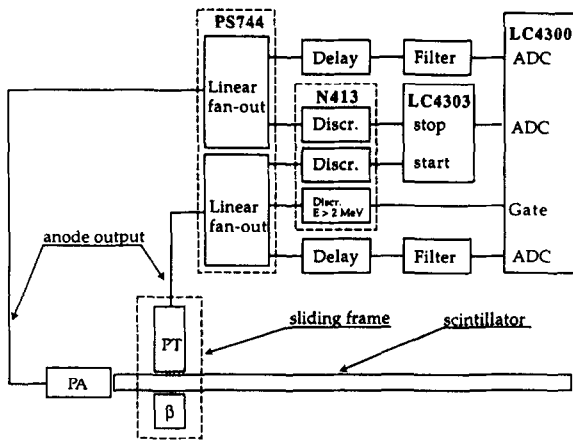 PS744
LC4300
Linear
fan-out
Delay
Filter
ADC
N413
LC4303
Discr.
stop
ADC
Discr.
start
Linear
fan-out
Discr.
E > 2 MeV
Gate
Delay
Filter
ADC
anode output
sliding frame
scintillator
PT
PA
β